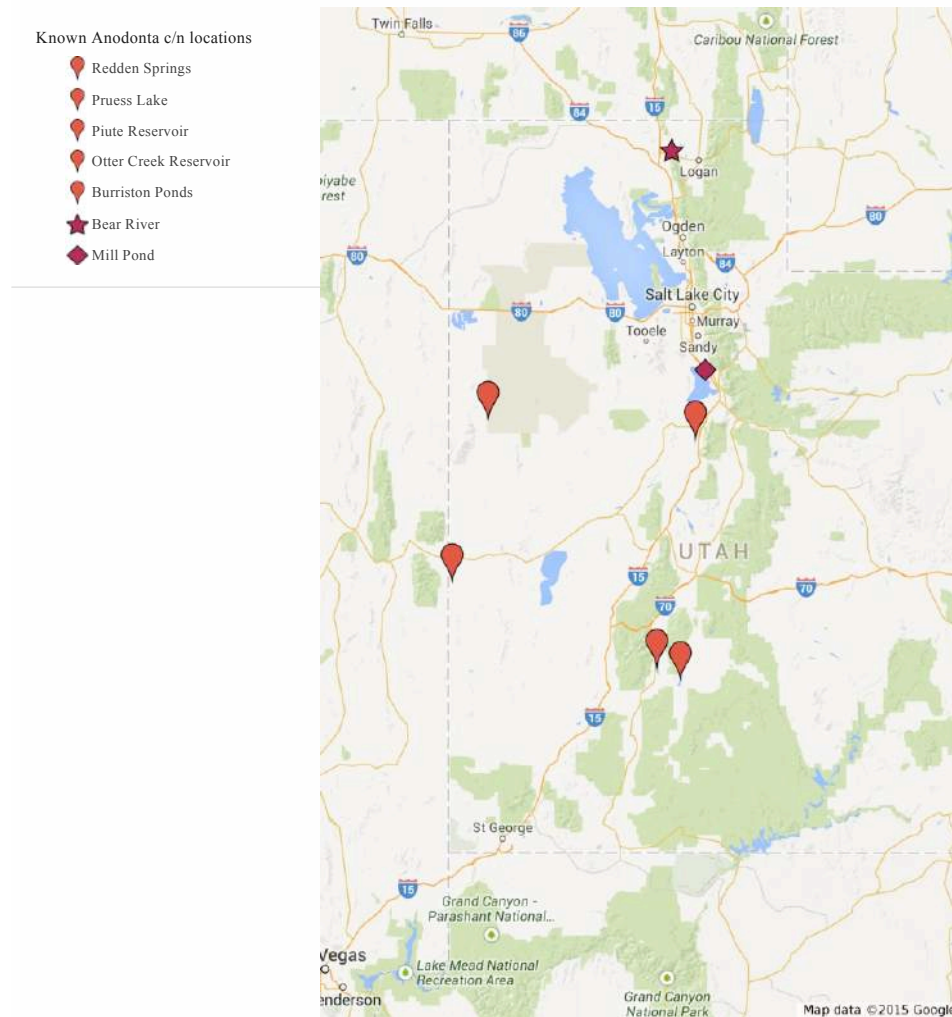 Known Anodonta c/n locations
Redden Springs
Pruess Lake
Piute Reservoir
Otter Creek Reservoir
Burriston Ponds
Bear River
Mill Pond
Twin Falls
86
Caribou National Forest
84
15
Logan
rest
80
Ogden
Layton
80
84
Salt Lake City
80
80
Murray
Tooele
Sandy
UTAH
15
70
70
15
St George
15
Grand Canyon -
Parashant National...
Vegas
Lake Mead National
Recreation Area
enderson
Grand Canyon
National Park
Map data ©2015 Googl